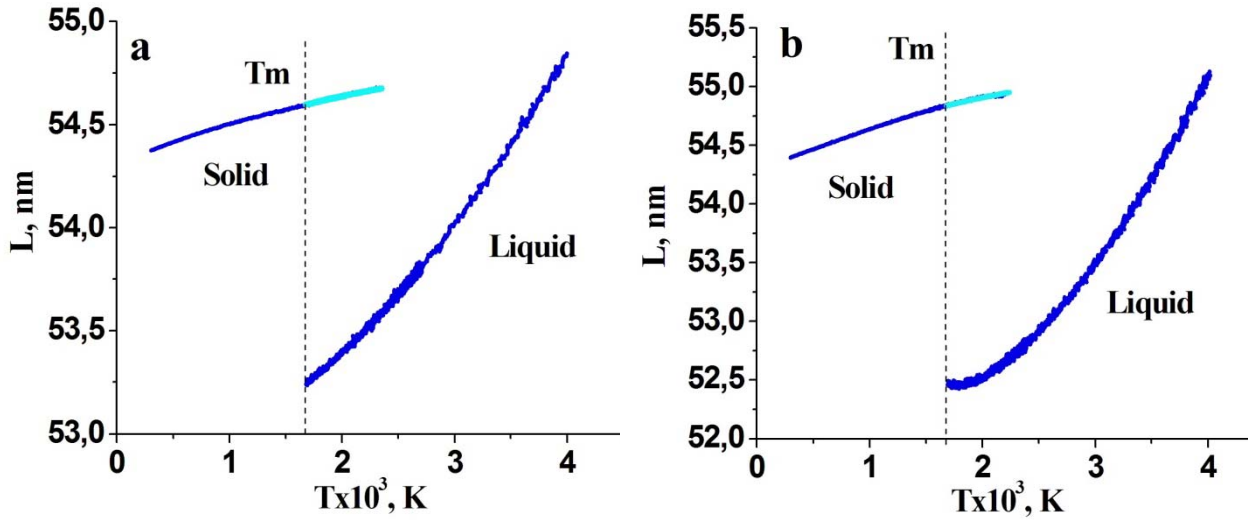 a
55,0
54,5
54,0
53,5
53,0
L, nm
Tm
Solid
Liquid
0 1 2 3 4
Tx10³, K
b
55,5
55,0
54,5
54,0
53,5
53,0
52,5
52,0
L, nm
Tm
Solid
Liquid
0 1 2 3 4
Tx10³, K